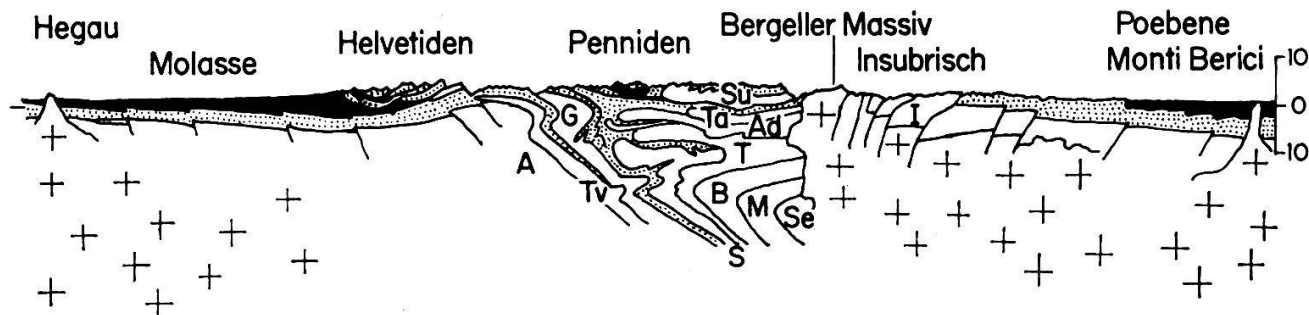 Hegau
Molasse
Helvetiden
Penniden
Bergeller Massiv
Insubrisch
Poebene
Monti Berici
10
0
10
Su
G
Ta
Ad
I
A
T
Tv
B
M
Se
S